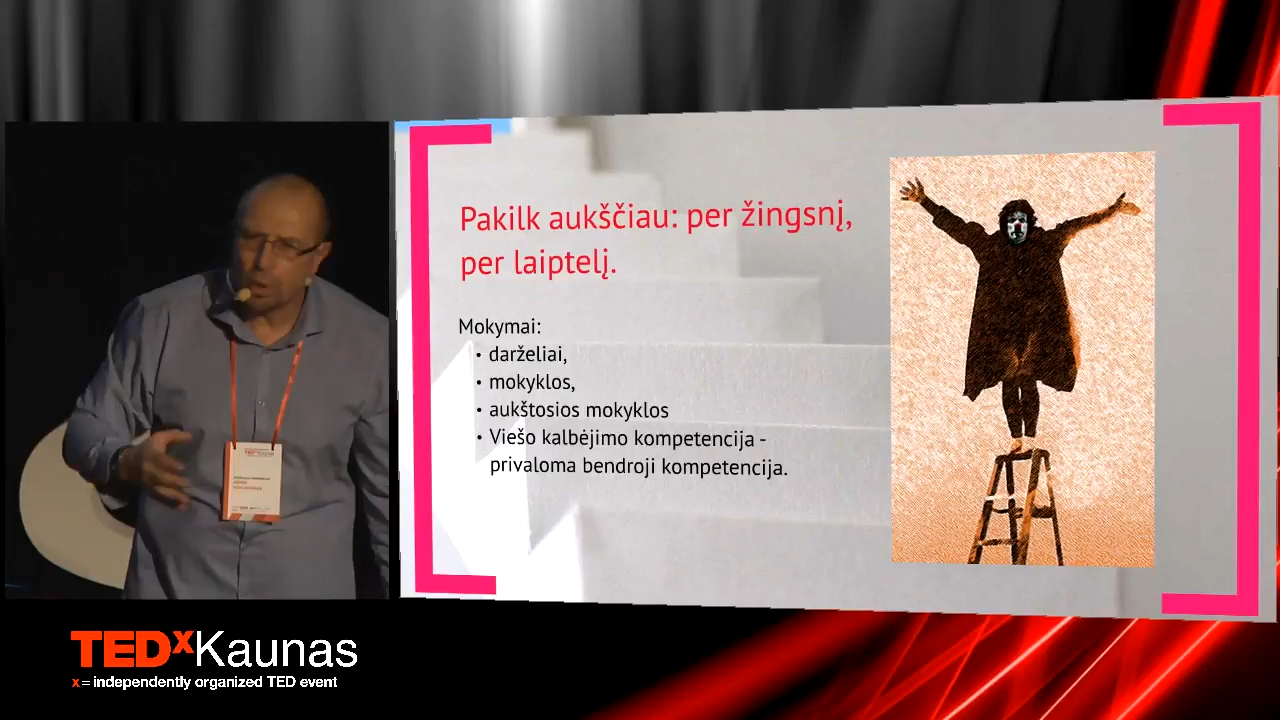 Pakilk aukščiau: per žingsnį,
per laiptelį.
Mokymai:
• darželiai,
• mokyklos,
• aukštosios mokyklos
• Viešo kalbėjimo kompetencija -
privaloma bendroji kompetencija.
TEDxKaunas
TEDxKaunas
x = independently organized TED event